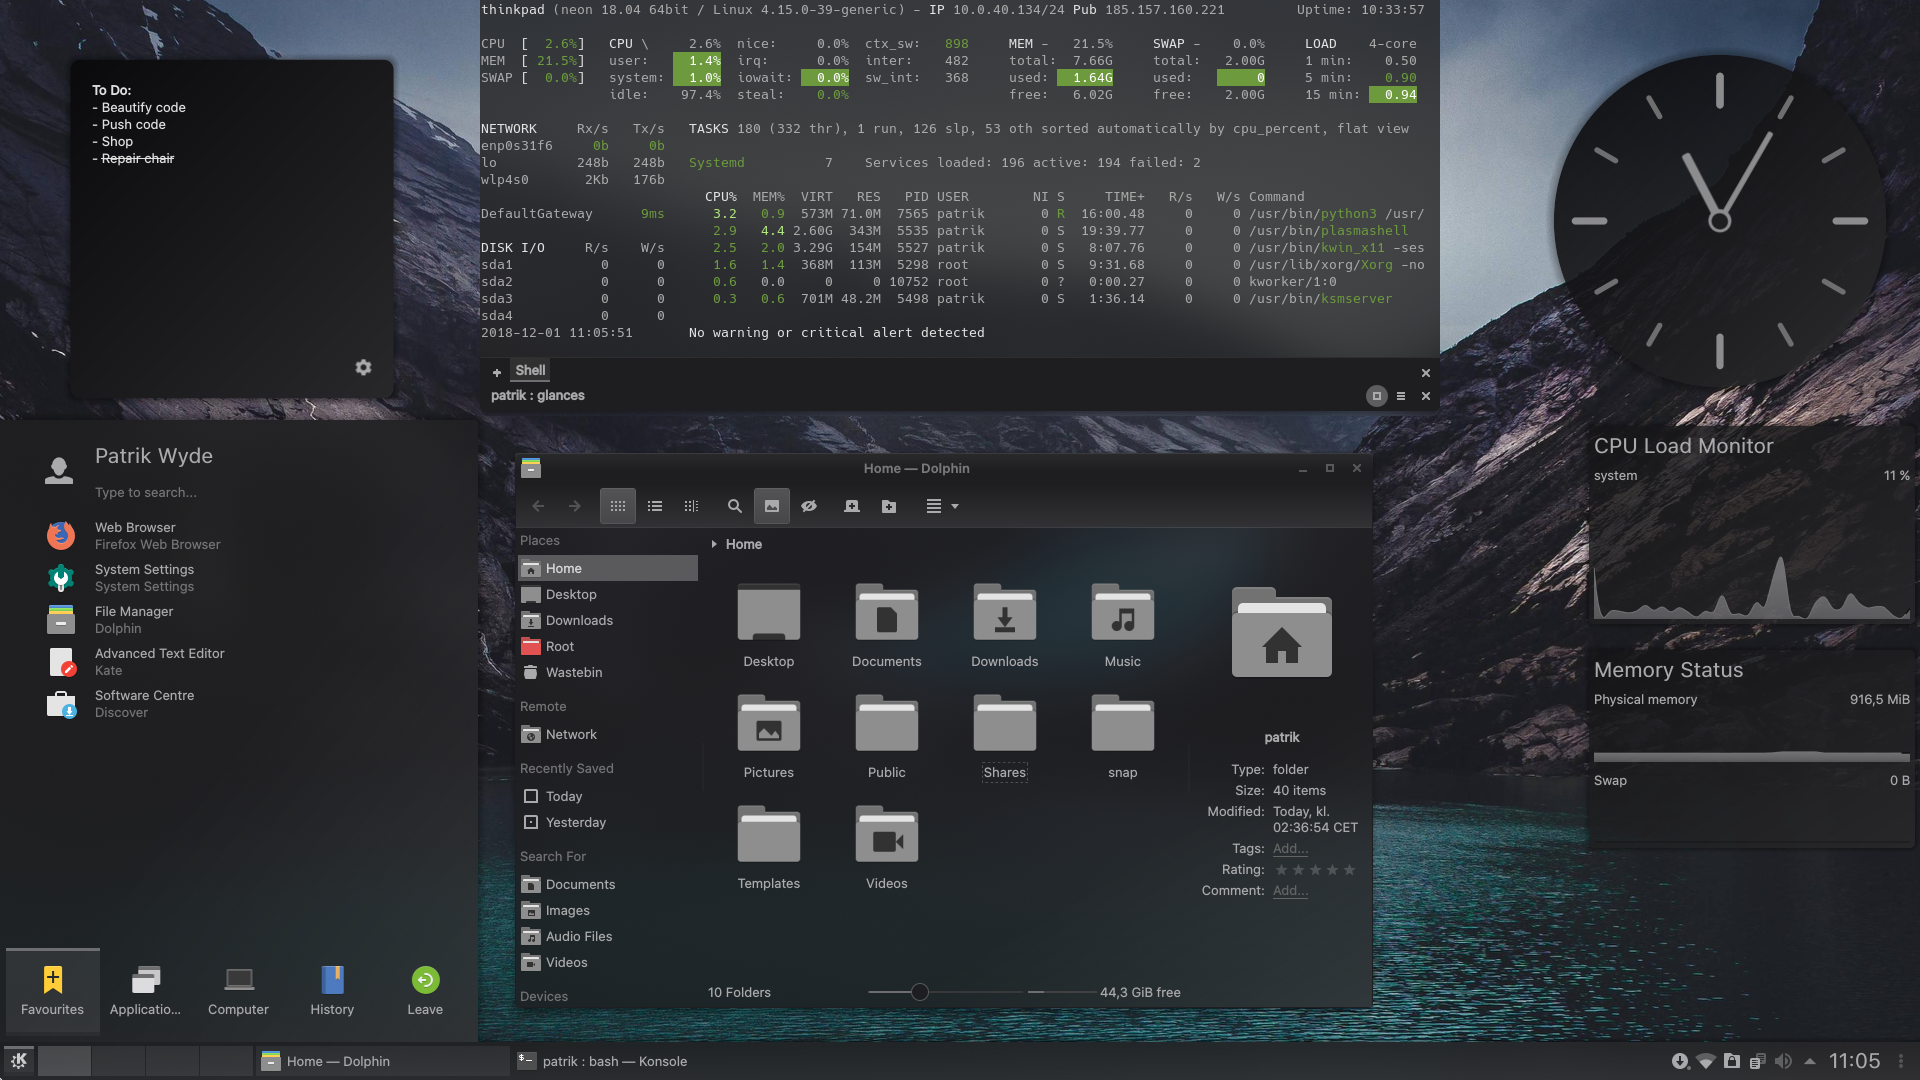 To Do:
- Beautify code
- Push code
- Shop
- Repair chair
thinkpad (neon 18.04 64bit / Linux 4.15.0-39-generic) - IP 10.0.40.134/24 Pub 185.157.160.221 Uptime: 10:33:57
CPU [ 2.6%] CPU \ 2.6% nice: 0.0% ctx_sw: 898 MEM - 21.5% SWAP - 0.0% LOAD 4-core
MEM [ 21.5%] user: 1.4% irq: 0.0% inter: 482 total: 7.66G total: 2.00G 1 min: 0.50
SWAP [ 0.0%] system: 1.0% iowait: 0.0% sw_int: 368 used: 1.64G used: 0 5 min: 0.90
idle: 97.4% steal: 0.0% free: 6.02G free: 2.00G 15 min: 0.94
NETWORK Rx/s Tx/s TASKS 180 (332 thr), 1 run, 126 slp, 53 oth sorted automatically by cpu_percent, flat view
enp0s31f6 0b 0b
lo 248b 248b Systemd 7 Services loaded: 196 active: 194 failed: 2
wlp4s0 2Kb 176b
CPU% MEM% VIRT RES PID USER NI S TIME+ R/s W/s Command
DefaultGateway 9ms 3.2 0.9 573M 71.0M 7565 patrik 0 R 16:00.48 0 0 /usr/bin/python3 /usr/
2.9 4.4 2.60G 343M 5535 patrik 0 S 19:39.77 0 0 /usr/bin/plasmashell
DISK I/O R/s W/s 2.5 2.0 3.29G 154M 5527 patrik 0 S 8:07.76 0 0 /usr/bin/kwin_x11 -ses
sda1 0 0 1.6 1.4 368M 113M 5298 root 0 S 9:31.68 0 0 /usr/lib/xorg/Xorg -no
sda2 0 0 0.6 0.0 0 0 10752 root 0 ? 0:00.27 0 0 kworker/1:0
sda3 0 0 0.3 0.6 701M 48.2M 5498 patrik 0 S 1:36.14 0 0 /usr/bin/ksmserver
sda4 0 0
2018-12-01 11:05:51 No warning or critical alert detected
Shell
patrik : glances
Patrik Wyde
Type to search...
Web Browser
Firefox Web Browser
System Settings
System Settings
File Manager
Dolphin
Advanced Text Editor
Kate
Software Centre
Discover
Favourites
Applicatio...
Computer
History
Leave
Home — Dolphin
Places
Home
Desktop
Downloads
Root
Wastebin
Remote
Network
Recently Saved
Today
Yesterday
Search For
Documents
Images
Audio Files
Videos
Devices
Home
Desktop
Documents
Downloads
Music
Pictures
Public
Shares
snap
Templates
Videos
patrik
Type: folder
Size: 40 items
Modified: Today, kl.
02:36:54 CET
Tags: Add...
Rating:
Comment: Add...
10 Folders
44,3 GiB free
CPU Load Monitor
system 11 %
Memory Status
Physical memory 916,5 MiB
Swap 0 B
Home — Dolphin
patrik : bash — Konsole
11:05